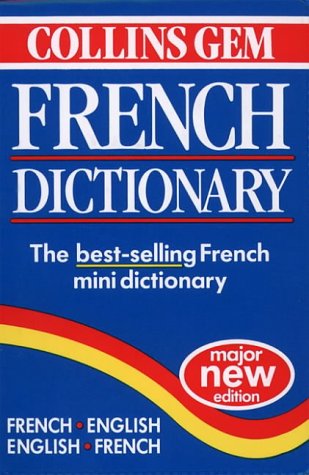 COLLINS GEM
FRENCH
DICTIONARY
The best-selling French
mini dictionary
major
new
edition
FRENCH • ENGLISH
ENGLISH • FRENCH